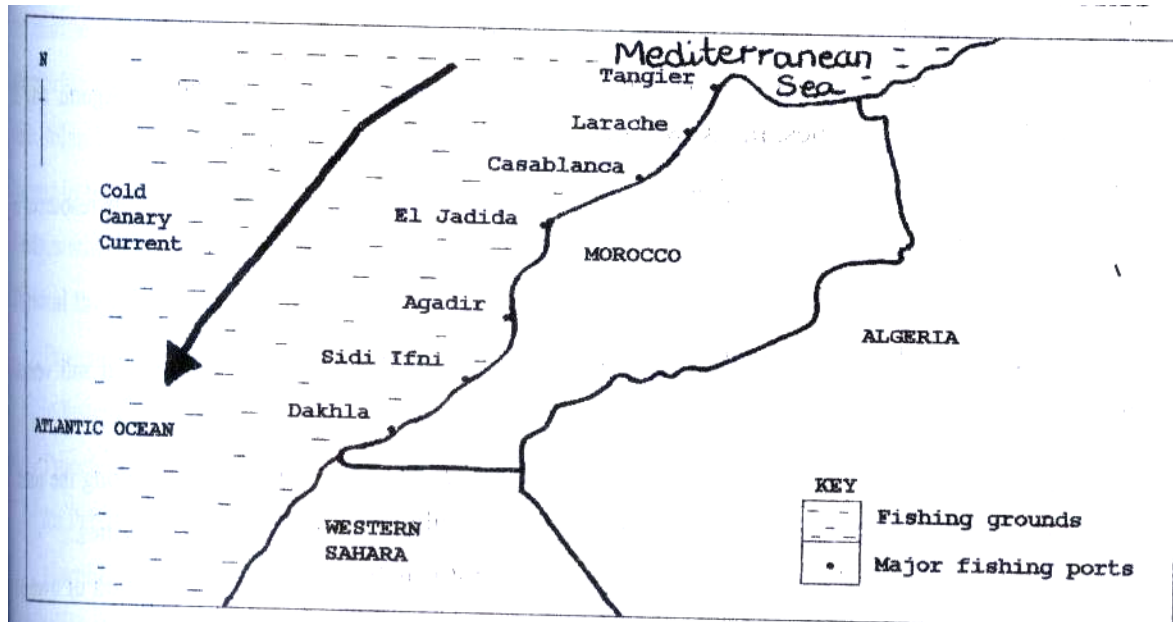 N
Mediterranean
Sea
Tangier
Larache
Casablanca
Cold
Canary
Current
El Jadida
MOROCCO
Agadir
ALGERIA
Sidi Ifni
Dakhla
ATLANTIC OCEAN
KEY
Fishing grounds
WESTERN
SAHARA
Major fishing ports